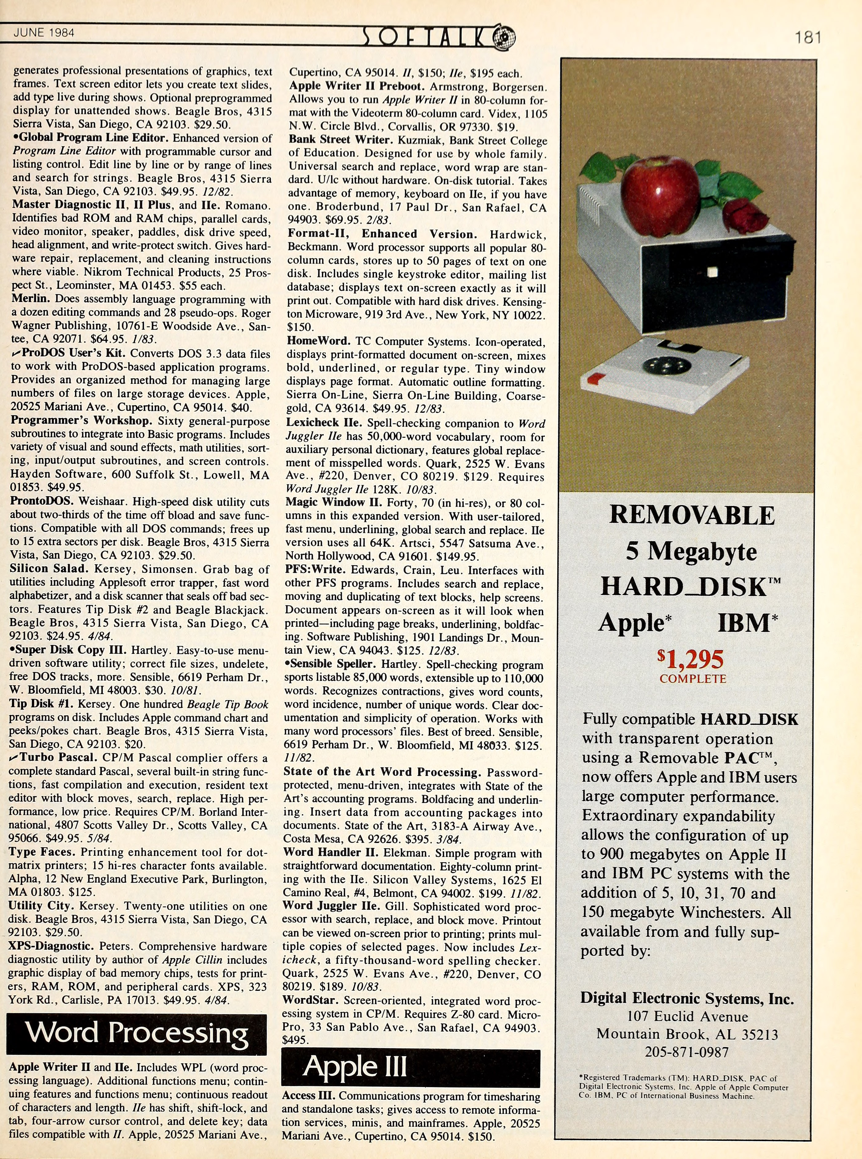 JUNE 1984
SOFTALK
181
generates professional presentations of graphics, text
frames. Text screen editor lets you create text slides,
add type live during shows. Optional preprogrammed
display for unattended shows. Beagle Bros, 4315
Sierra Vista, San Diego, CA 92103. $29.50.
•Global Program Line Editor. Enhanced version of
Program Line Editor with programmable cursor and
listing control. Edit line by line or by range of lines
and search for strings. Beagle Bros, 4315 Sierra
Vista, San Diego, CA 92103. $49.95. 12/82.
Master Diagnostic II, II Plus, and IIe. Romano.
Identifies bad ROM and RAM chips, parallel cards,
video monitor, speaker, paddles, disk drive speed,
head alignment, and write-protect switch. Gives hard-
ware repair, replacement, and cleaning instructions
where viable. Nikrom Technical Products, 25 Pros-
pect St., Leominster, MA 01453. $55 each.
Merlin. Does assembly language programming with
a dozen editing commands and 28 pseudo-ops. Roger
Wagner Publishing, 10761-E Woodside Ave., San-
tee, CA 92071. $64.95. 1/83
✓ProDOS User's Kit. Converts DOS 3.3 data files
to work with ProDOS-based application programs.
Provides an organized method for managing large
numbers of files on large storage devices. Apple,
20525 Mariani Ave., Cupertino, CA 95014. $40.
Programmer's Workshop. Sixty general-purpose
subroutines to integrate into Basic programs. Includes
variety of visual and sound effects, math utilities, sort-
ing, input/output subroutines, and screen controls.
Hayden Software, 600 Suffolk St., Lowell, MA
01853. $49.95.
ProntoDOS. Weishaar. High-speed disk utility cuts
about two-thirds of the time off bload and save func-
tions. Compatible with all DOS commands; frees up
to 15 extra sectors per disk. Beagle Bros, 4315 Sierra
Vista, San Diego, CA 92103. $29.50.
Silicon Salad. Kersey, Simonsen. Grab bag of
utilities including Applesoft error trapper, fast word
alphabetizer, and a disk scanner that seals off bad sec-
tors. Features Tip Disk #2 and Beagle Blackjack.
Beagle Bros, 4315 Sierra Vista, San Diego, CA
92103. $24.95. 4/84.
•Super Disk Copy III. Hartley. Easy-to-use menu-
driven software utility; correct file sizes, undelete,
free DOS tracks, more. Sensible, 6619 Perham Dr.,
W. Bloomfield, MI 48003. $30. 10/81.
Tip Disk #1. Kersey. One hundred Beagle Tip Book
programs on disk. Includes Apple command chart and
peeks/pokes chart. Beagle Bros, 4315 Sierra Vista,
San Diego, CA 92103. $20.
✓Turbo Pascal. CP/M Pascal complier offers a
complete standard Pascal, several built-in string func-
tions, fast compilation and execution, resident text
editor with block moves, search, replace. High per-
formance, low price. Requires CP/M. Borland Inter-
national, 4807 Scotts Valley Dr., Scotts Valley, CA
95066. $49.95. 5/84.
Type Faces. Printing enhancement tool for dot-
matrix printers; 15 hi-res character fonts available.
Alpha, 12 New England Executive Park, Burlington,
MA 01803. $125.
Utility City. Kersey. Twenty-one utilities on one
disk. Beagle Bros, 4315 Sierra Vista, San Diego, CA
92103. $29.50.
XPS-Diagnostic. Peters. Comprehensive hardware
diagnostic utility by author of Apple Cillin includes
graphic display of bad memory chips, tests for print-
ers, RAM, ROM, and peripheral cards. XPS, 323
York Rd., Carlisle, PA 17013. $49.95. 4/84.
Word Processing
Apple Writer II and IIe. Includes WPL (word proc-
essing language). Additional functions menu; contin-
uing features and functions menu; continuous readout
of characters and length. IIe has shift, shift-lock, and
tab, four-arrow cursor control, and delete key; data
files compatible with II. Apple, 20525 Mariani Ave.,
Cupertino, CA 95014. II, $150; IIe, $195 each.
Apple Writer II Preboot. Armstrong, Borgersen.
Allows you to run Apple Writer II in 80-column for-
mat with the Videoterm 80-column card. Videx, 1105
N.W. Circle Blvd., Corvallis, OR 97330. $19.
Bank Street Writer. Kuzmiak, Bank Street College
of Education. Designed for use by whole family.
Universal search and replace, word wrap are stan-
dard. U/lc without hardware. On-disk tutorial. Takes
advantage of memory, keyboard on IIe, if you have
one. Broderbund, 17 Paul Dr., San Rafael, CA
94903. $69.95. 2/83.
Format-II, Enhanced Version. Hardwick,
Beckmann. Word processor supports all popular 80-
column cards, stores up to 50 pages of text on one
disk. Includes single keystroke editor, mailing list
database; displays text on-screen exactly as it will
print out. Compatible with hard disk drives. Kensing-
ton Microware, 919 3rd Ave., New York, NY 10022.
$150.
HomeWord. TC Computer Systems. Icon-operated,
displays print-formatted document on-screen, mixes
bold, underlined, or regular type. Tiny window
displays page format. Automatic outline formatting.
Sierra On-Line, Sierra On-Line Building, Coarse-
gold, CA 93614. $49.95. 12/83.
Lexicheck IIe. Spell-checking companion to Word
Juggler IIe has 50,000-word vocabulary, room for
auxiliary personal dictionary, features global replace-
ment of misspelled words. Quark, 2525 W. Evans
Ave., #220, Denver, CO 80219. $129. Requires
Word Juggler IIe 128K. 10/83.
Magic Window II. Forty, 70 (in hi-res), or 80 col-
umns in this expanded version. With user-tailored,
fast menu, underlining, global search and replace. IIe
version uses all 64K. Artsci, 5547 Satsuma Ave.,
North Hollywood, CA 91601. $149.95.
PFS:Write. Edwards, Crain, Leu. Interfaces with
other PFS programs. Includes search and replace,
moving and duplicating of text blocks, help screens.
Document appears on-screen as it will look when
printed—including page breaks, underlining, boldfac-
ing. Software Publishing, 1901 Landings Dr., Moun-
tain View, CA 94043. $125. 12/83.
•Sensible Speller. Hartley. Spell-checking program
sports listable 85,000 words, extensible up to 110,000
words. Recognizes contractions, gives word counts,
word incidence, number of unique words. Clear doc-
umentation and simplicity of operation. Works with
many word processors' files. Best of breed. Sensible,
6619 Perham Dr., W. Bloomfield, MI 48033. $125.
11/82.
State of the Art Word Processing. Password-
protected, menu-driven, integrates with State of the
Art's accounting programs. Boldfacing and underlin-
ing. Insert data from accounting packages into
documents. State of the Art, 3183-A Airway Ave.,
Costa Mesa, CA 92626. $395. 3/84.
Word Handler II. Elekman. Simple program with
straightforward documentation. Eighty-column print-
ing with the IIe. Silicon Valley Systems, 1625 El
Camino Real, #4, Belmont, CA 94002. $199. 11/82.
Word Juggler IIe. Gill. Sophisticated word proc-
essor with search, replace, and block move. Printout
can be viewed on-screen prior to printing; prints mul-
tiple copies of selected pages. Now includes Lex-
icheck, a fifty-thousand-word spelling checker.
Quark, 2525 W. Evans Ave., #220, Denver, CO
80219. $189. 10/83.
WordStar. Screen-oriented, integrated word proc-
essing system in CP/M. Requires Z-80 card. Micro-
Pro, 33 San Pablo Ave., San Rafael, CA 94903.
$495.
Apple III
Access III. Communications program for timesharing
and standalone tasks; gives access to remote informa-
tion services, minis, and mainframes. Apple, 20525
Mariani Ave., Cupertino, CA 95014. $150.
REMOVABLE
5 Megabyte
HARD_DISK™
Apple* IBM*
$1,295
COMPLETE
Fully compatible HARD_DISK
with transparent operation
using a Removable PAC™,
now offers Apple and IBM users
large computer performance.
Extraordinary expandability
allows the configuration of up
to 900 megabytes on Apple II
and IBM PC systems with the
addition of 5, 10, 31, 70 and
150 megabyte Winchesters. All
available from and fully sup-
ported by:
Digital Electronic Systems, Inc.
107 Euclid Avenue
Mountain Brook, AL 35213
205-871-0987
*Registered Trademarks (TM): HARD_DISK, PAC of
Digital Electronic Systems, Inc. Apple of Apple Computer
Co. IBM, PC of International Business Machine.